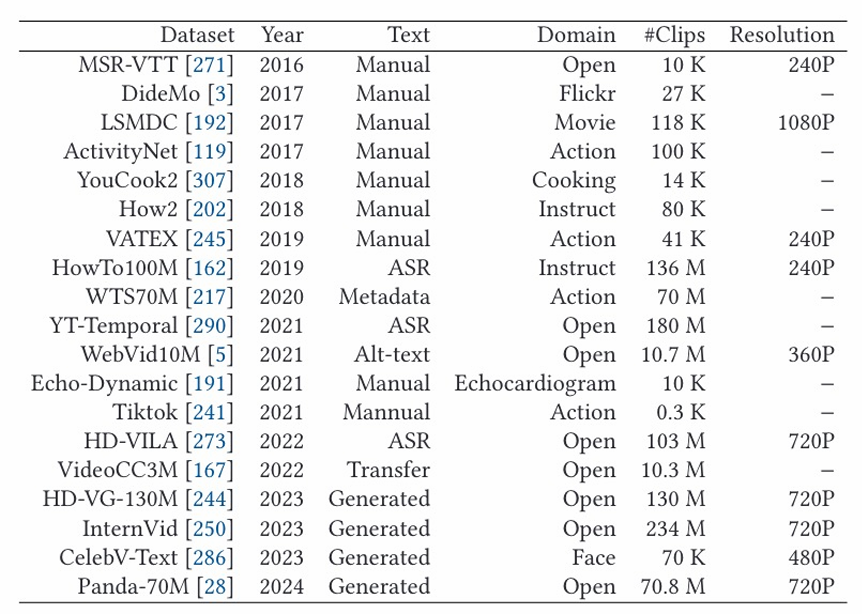 Dataset Year Text Domain #Clips Resolution
MSR-VTT [271] 2016 Manual Open 10 K 240P
DideMo [3] 2017 Manual Flickr 27 K –
LSMDC [192] 2017 Manual Movie 118 K 1080P
ActivityNet [119] 2017 Manual Action 100 K –
YouCook2 [307] 2018 Manual Cooking 14 K –
How2 [202] 2018 Manual Instruct 80 K –
VATEX [245] 2019 Manual Action 41 K 240P
HowTo100M [162] 2019 ASR Instruct 136 M 240P
WTS70M [217] 2020 Metadata Action 70 M –
YT-Temporal [290] 2021 ASR Open 180 M –
WebVid10M [5] 2021 Alt-text Open 10.7 M 360P
Echo-Dynamic [191] 2021 Manual Echocardiogram 10 K –
Tiktok [241] 2021 Mannual Action 0.3 K –
HD-VILA [273] 2022 ASR Open 103 M 720P
VideoCC3M [167] 2022 Transfer Open 10.3 M –
HD-VG-130M [244] 2023 Generated Open 130 M 720P
InternVid [250] 2023 Generated Open 234 M 720P
CelebV-Text [286] 2023 Generated Face 70 K 480P
Panda-70M [28] 2024 Generated Open 70.8 M 720P